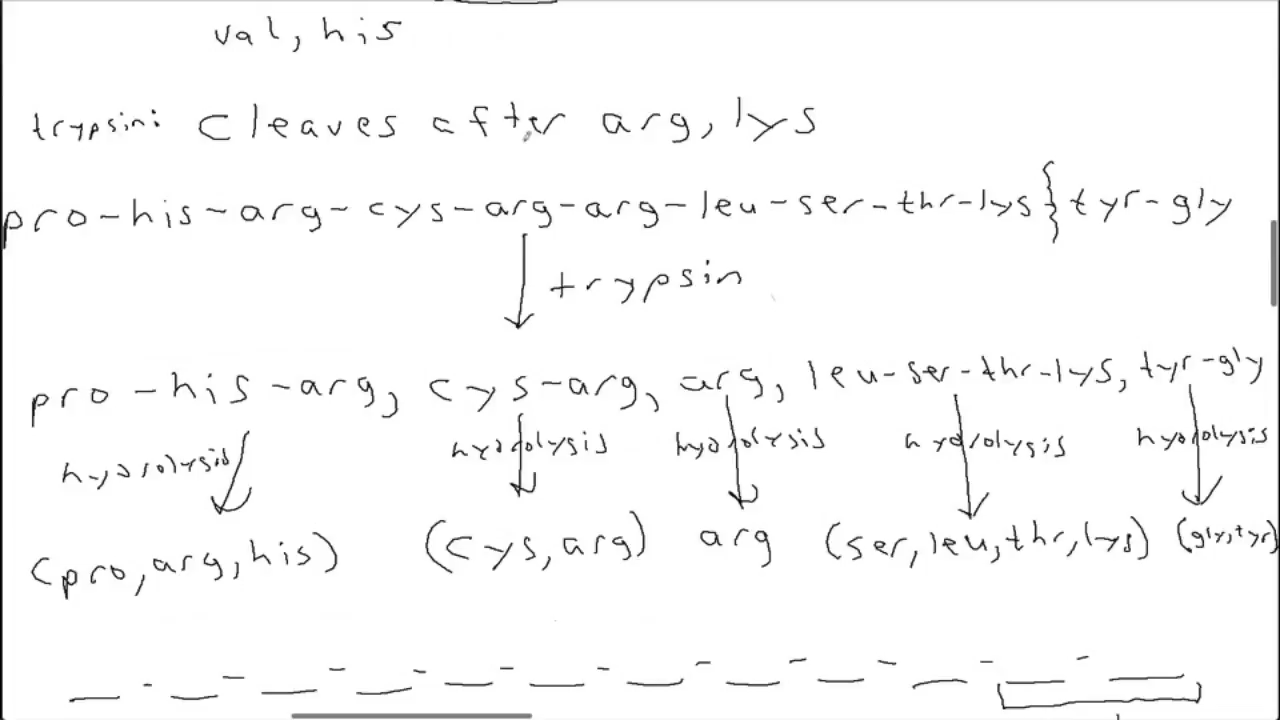 val, his
trypsin: cleaves after arg, lys
pro-his-arg-cys-arg-arg-leu-ser-thr-lys}tyr-gly
trypsin
pro-his-arg, cys-arg, arg, leu-ser-thr-lys, tyr-gly
hydrolysis hydrolysis hydrolysis hydrolysis hydrolysis
(pro, arg, his) (cys, arg) arg (ser, leu, thr, lys) (gly, tyr)